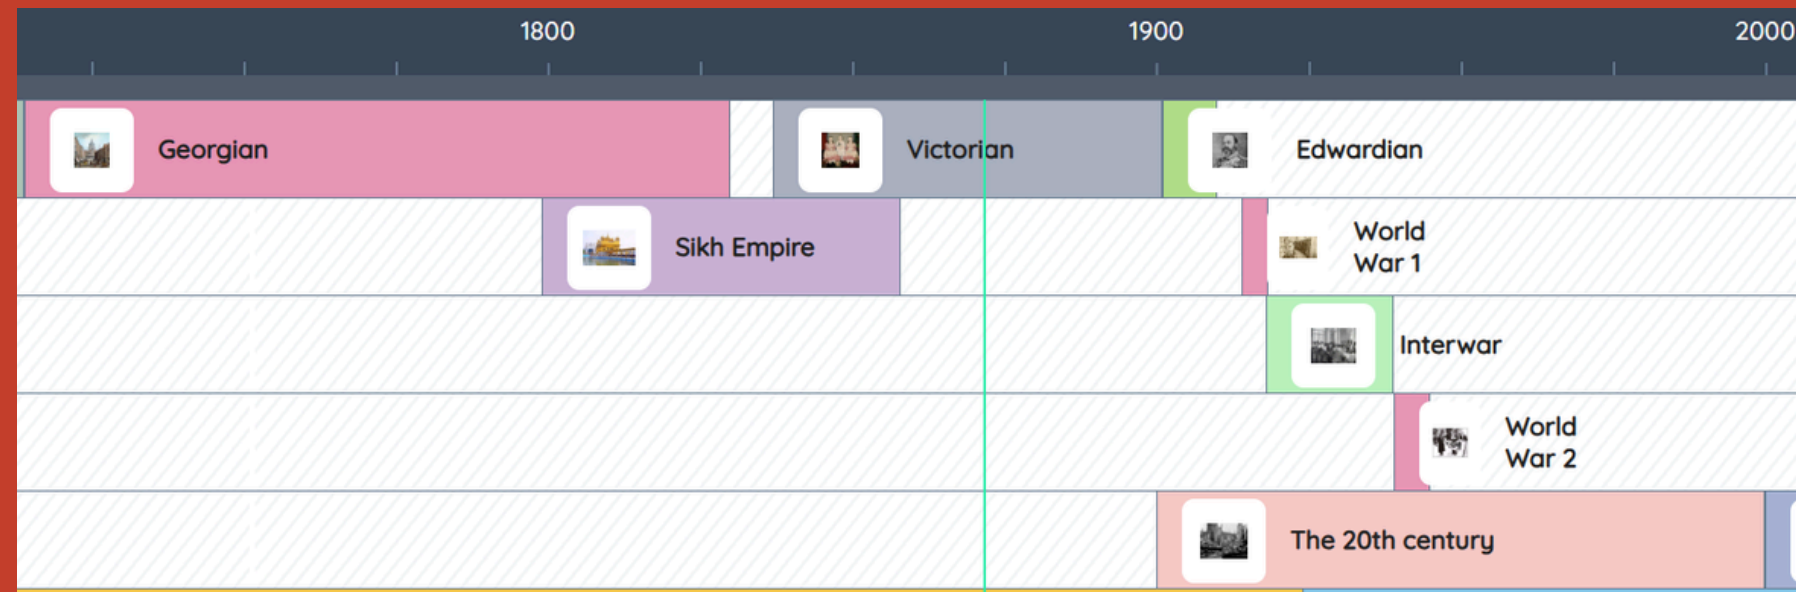 1800
1900
2000
Georgian
Victorian
Edwardian
Sikh Empire
World
War 1
Interwar
World
War 2
The 20th century